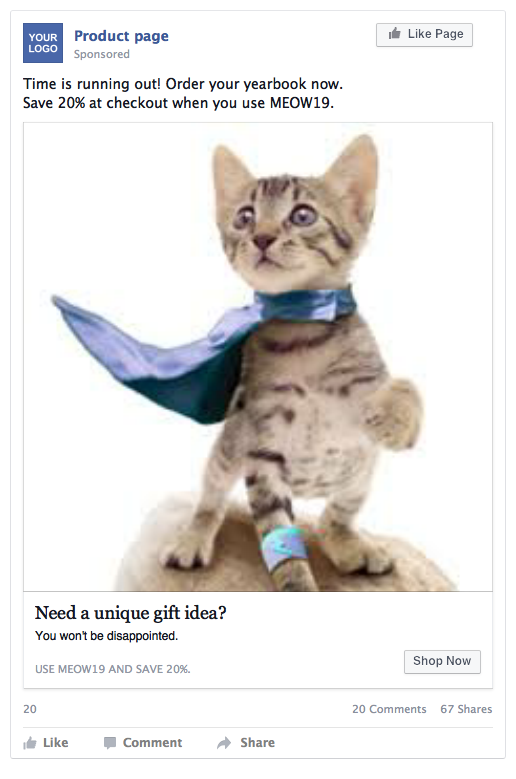 YOUR
LOGO
Product page
Sponsored
Like Page
Time is running out! Order your yearbook now.
Save 20% at checkout when you use MEOW19.
Need a unique gift idea?
You won't be disappointed.
USE MEOW19 AND SAVE 20%.
Shop Now
20
20 Comments 67 Shares
Like Comment Share